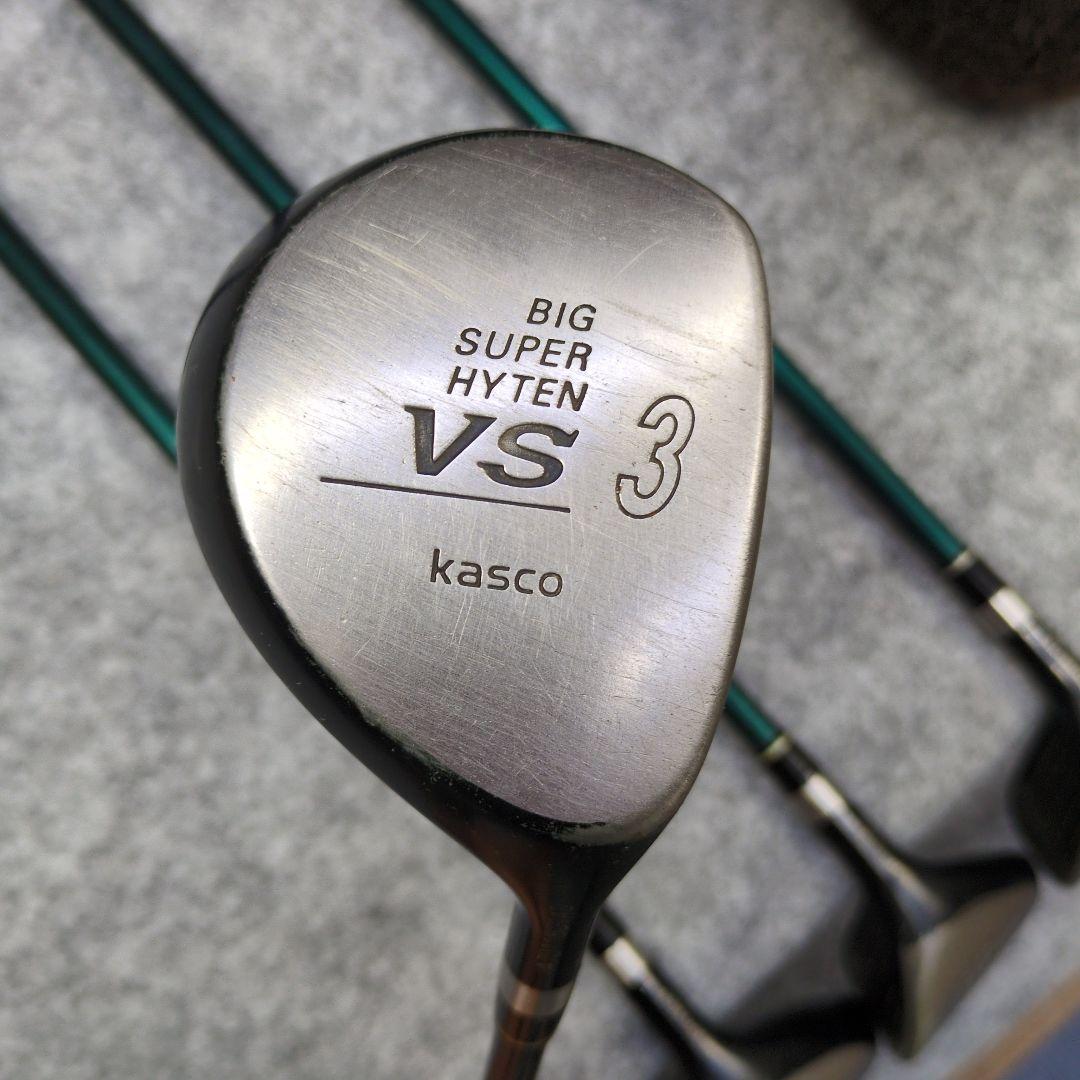 BIG
SUPER
HYTEN
VS 3
kasco